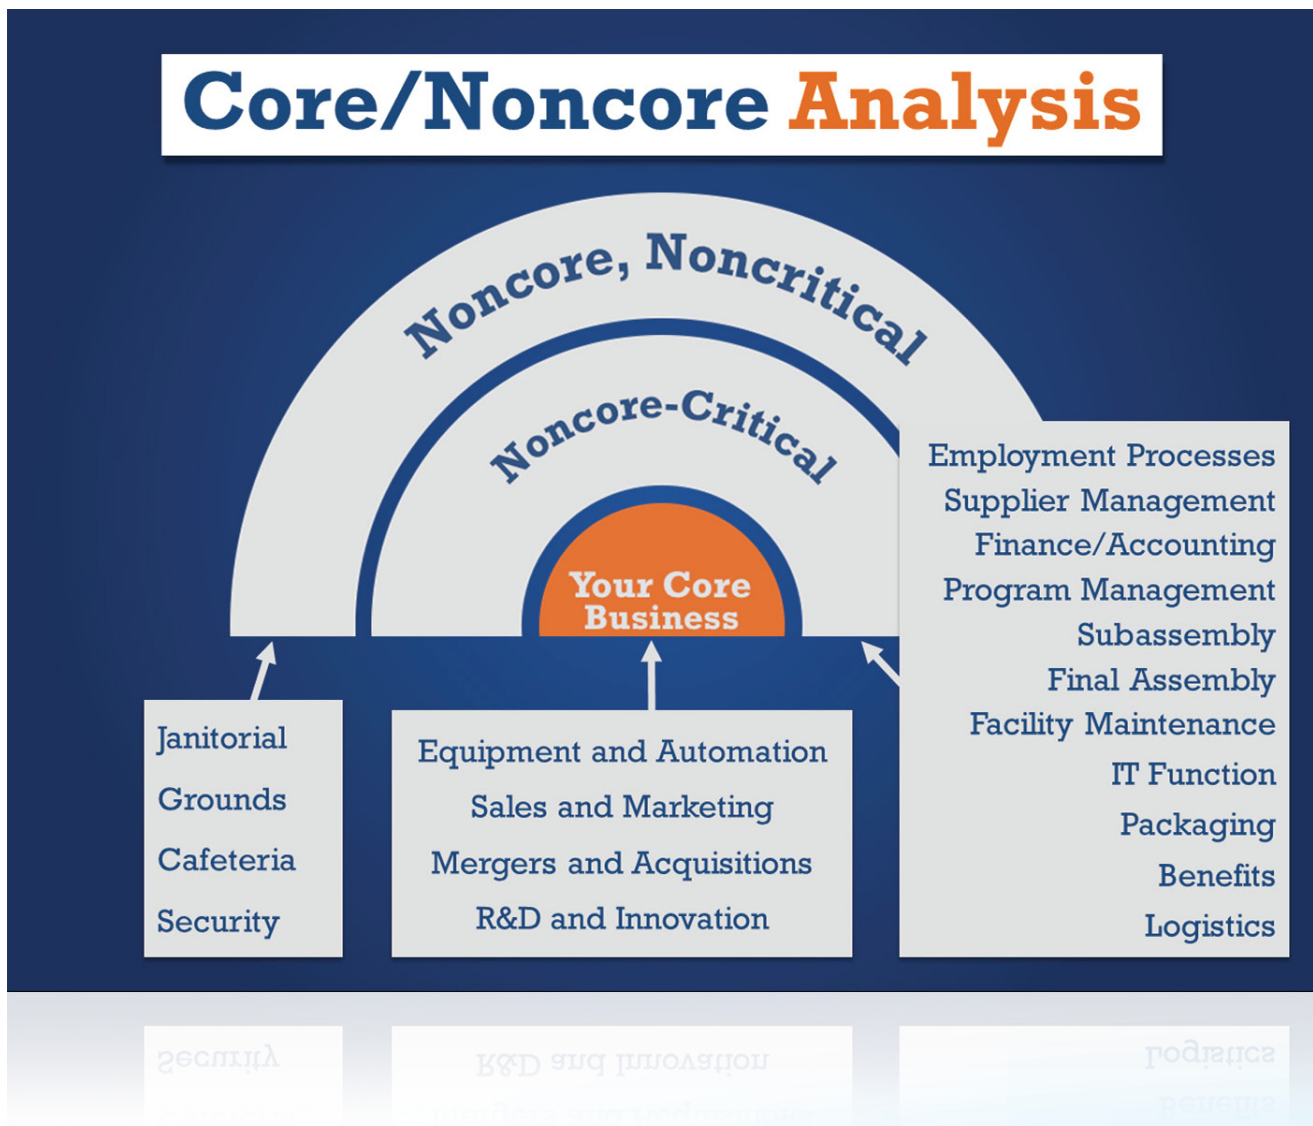 Core/Noncore Analysis
Noncore, Noncritical
Noncore-Critical
Your Core
Business
Janitorial
Grounds
Cafeteria
Security
Equipment and Automation
Sales and Marketing
Mergers and Acquisitions
R&D and Innovation
Employment Processes
Supplier Management
Finance/Accounting
Program Management
Subassembly
Final Assembly
Facility Maintenance
IT Function
Packaging
Benefits
Logistics